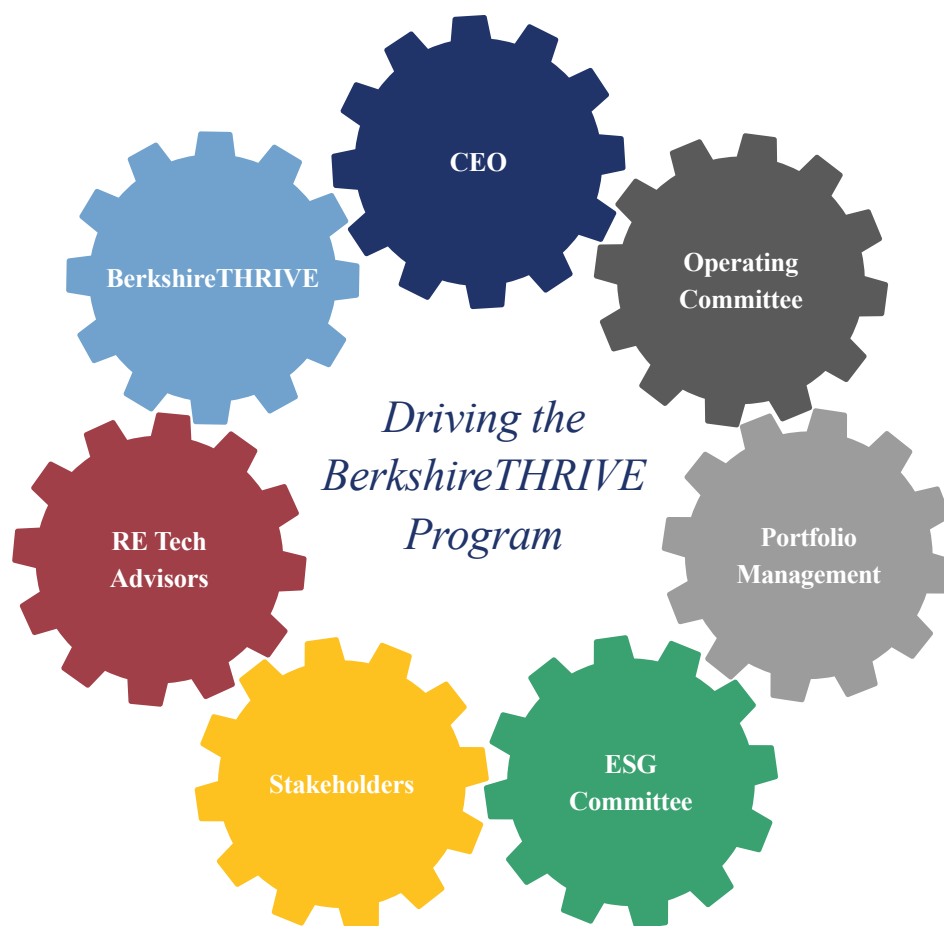 CEO
Operating
Committee
Portfolio
Management
ESG
Committee
Stakeholders
RE Tech
Advisors
BerkshireTHRIVE
Driving the
BerkshireTHRIVE
Program